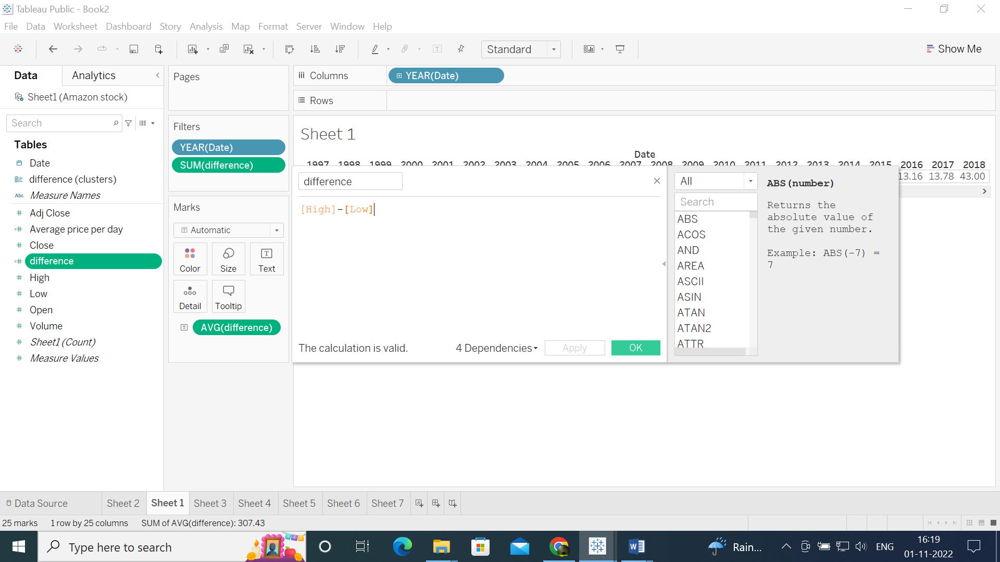 Tableau Public - Book2
File Data Worksheet Dashboard Story Analysis Map Format Server Window Help
Standard
Show Me
Data Analytics
Sheet1 (Amazon stock)
Search
Tables
Date
difference (clusters)
Abc Measure Names
Adj Close
Average price per day
Close
difference
High
Low
Open
Volume
Sheet1 (Count)
Measure Values
Pages
Filters
YEAR(Date)
SUM(difference)
Marks
Automatic
Color Size Text
Detail Tooltip
AVG(difference)
Columns YEAR(Date)
Rows
Sheet 1
Date
1997 1998 1999 2000 2001 2002 2003 2004 2005 2006 2007 2008 2009 2010 2011 2012 2013 2014 2015 2016 2017 2018
13.16 13.78 43.00
difference
[High]-[Low]
The calculation is valid.
4 Dependencies
Apply
OK
All
Search
ABS
ACOS
AND
AREA
ASCII
ASIN
ATAN
ATAN2
ATTR
ABS(number)
Returns the
absolute value of
the given number.
Example: ABS(-7) =
7
Data Source Sheet 2 Sheet 1 Sheet 3 Sheet 4 Sheet 5 Sheet 6 Sheet 7
25 marks 1 row by 25 columns SUM of AVG(difference): 307.43
Type here to search
Rain...
ENG
16:19
01-11-2022